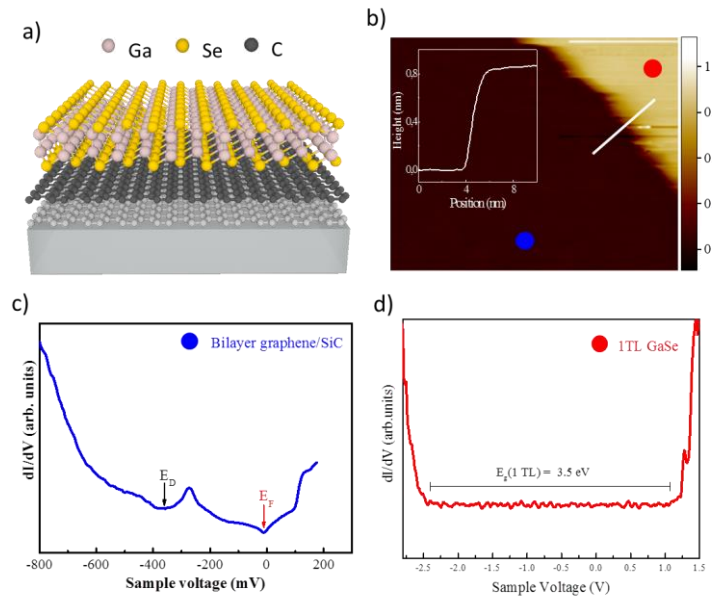 a)
Ga Se C
b)
Height (nm)
0,8
0,4
0,0
0 4 8
Position (nm)
1
0
0
0
0
c)
Bilayer graphene/SiC
dI/dV (arb. units)
E_D
E_F
-800 -600 -400 -200 0 200
Sample voltage (mV)
d)
1TL GaSe
dI/dV (arb.units)
E_g(1 TL) = 3.5 eV
-2.5 -2.0 -1.5 -1.0 -0.5 0.0 0.5 1.0 1.5
Sample Voltage (V)